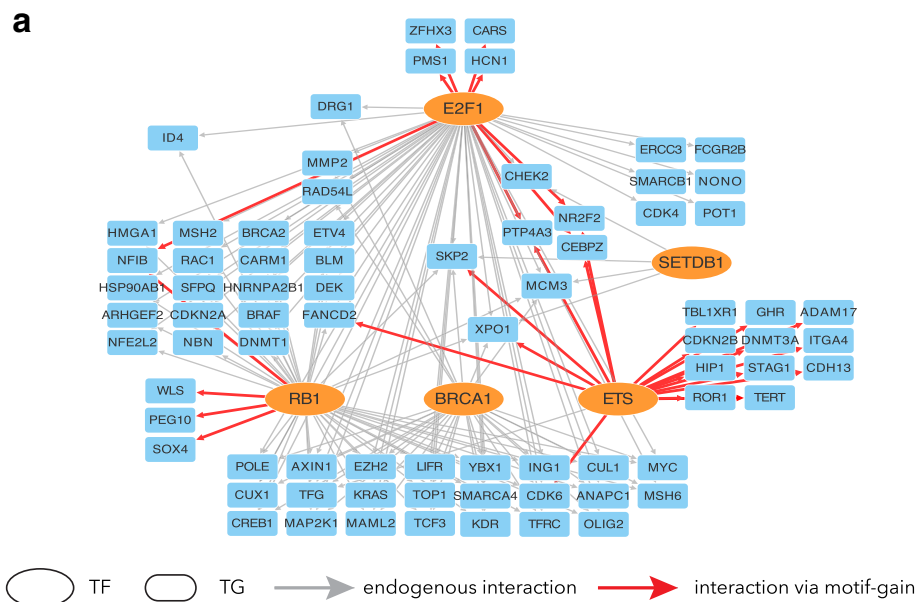 a
ZFHX3 CARS
PMS1 HCN1
DRG1 E2F1
ID4
ERCC3 FCGR2B
MMP2 CHEK2
RAD54L SMARCB1 NONO
NR2F2 CDK4 POT1
HMGA1 MSH2 BRCA2 ETV4 PTP4A3
CEBPZ
NFIB RAC1 CARM1 BLM SKP2 SETDB1
HSP90AB1 SFPQ HNRNPA2B1 DEK MCM3
ARHGEF2 CDKN2A BRAF FANCD2 TBL1XR1 GHR ADAM17
XPO1
NFE2L2 NBN DNMT1 CDKN2B DNMT3A ITGA4
HIP1 STAG1 CDH13
WLS RB1 BRCA1 ETS ROR1 TERT
PEG10
SOX4
POLE AXIN1 EZH2 LIFR YBX1 ING1 CUL1 MYC
CUX1 TFG KRAS TOP1 SMARCA4 CDK6 ANAPC1 MSH6
CREB1 MAP2K1 MAML2 TCF3 KDR TFRC OLIG2
TF TG endogenous interaction interaction via motif-gain